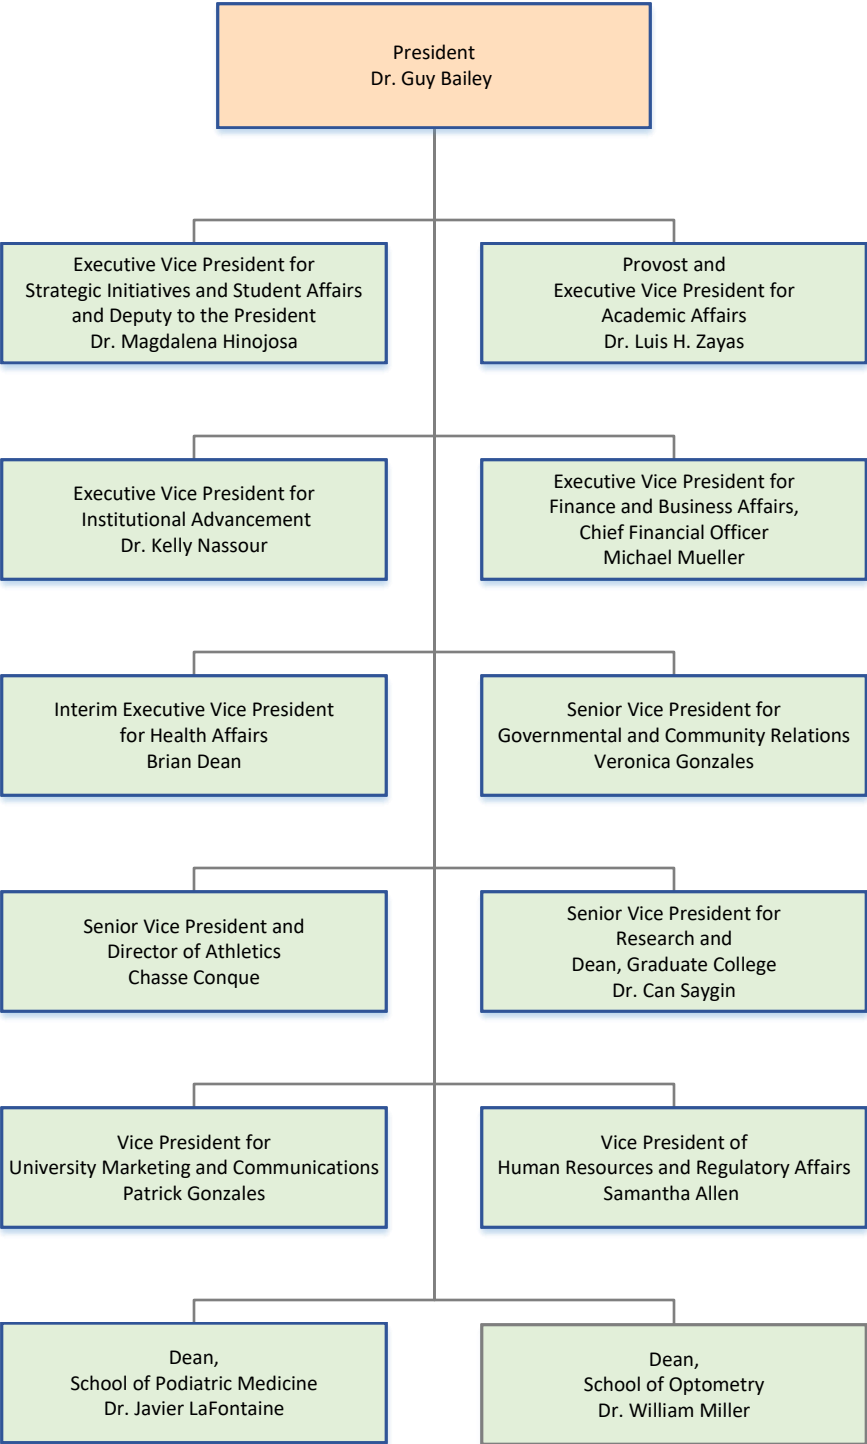 President
Dr. Guy Bailey
Executive Vice President for
Strategic Initiatives and Student Affairs
and Deputy to the President
Dr. Magdalena Hinojosa
Provost and
Executive Vice President for
Academic Affairs
Dr. Luis H. Zayas
Executive Vice President for
Institutional Advancement
Dr. Kelly Nassour
Executive Vice President for
Finance and Business Affairs,
Chief Financial Officer
Michael Mueller
Interim Executive Vice President
for Health Affairs
Brian Dean
Senior Vice President for
Governmental and Community Relations
Veronica Gonzales
Senior Vice President and
Director of Athletics
Chasse Conque
Senior Vice President for
Research and
Dean, Graduate College
Dr. Can Saygin
Vice President for
University Marketing and Communications
Patrick Gonzales
Vice President of
Human Resources and Regulatory Affairs
Samantha Allen
Dean,
School of Podiatric Medicine
Dr. Javier LaFontaine
Dean,
School of Optometry
Dr. William Miller